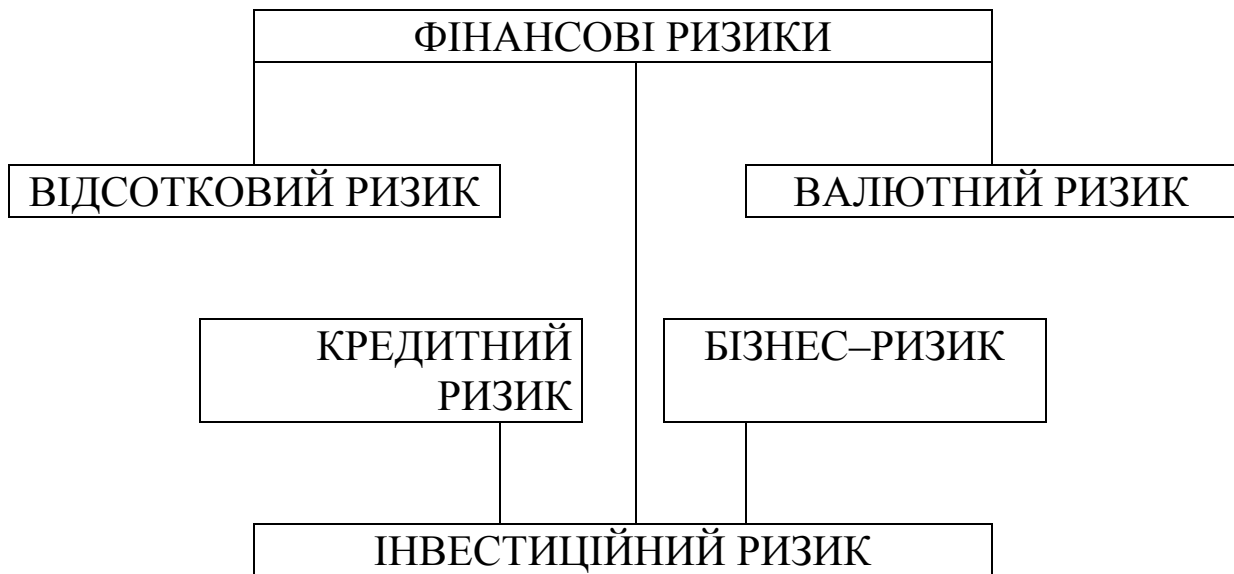 ФІНАНСОВІ РИЗИКИ
ВІДСОТКОВИЙ РИЗИК
ВАЛЮТНИЙ РИЗИК
КРЕДИТНИЙ
РИЗИК
БІЗНЕС–РИЗИК
ІНВЕСТИЦІЙНИЙ РИЗИК